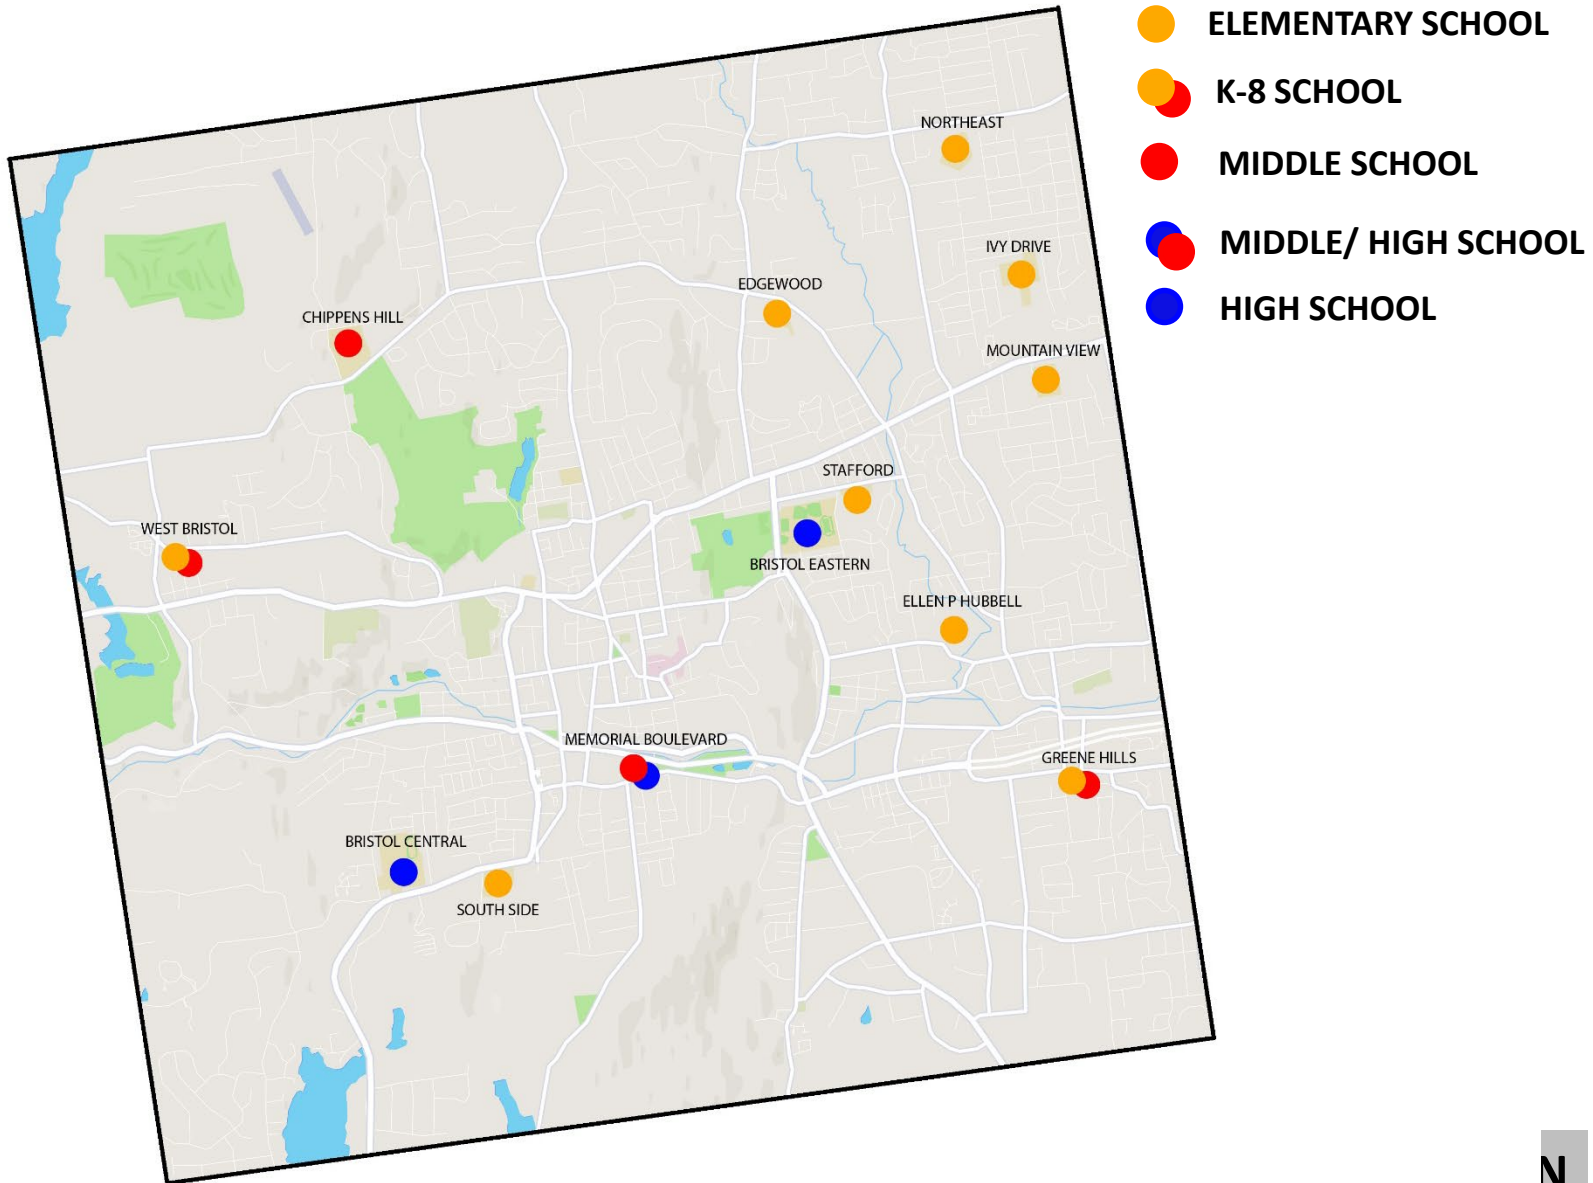 ELEMENTARY SCHOOL
K-8 SCHOOL
MIDDLE SCHOOL
MIDDLE/ HIGH SCHOOL
HIGH SCHOOL
NORTHEAST
IVY DRIVE
EDGEWOOD
CHIPPENS HILL
MOUNTAIN VIEW
STAFFORD
WEST BRISTOL
BRISTOL EASTERN
ELLEN P HUBBELL
MEMORIAL BOULEVARD
GREENE HILLS
BRISTOL CENTRAL
SOUTH SIDE
N